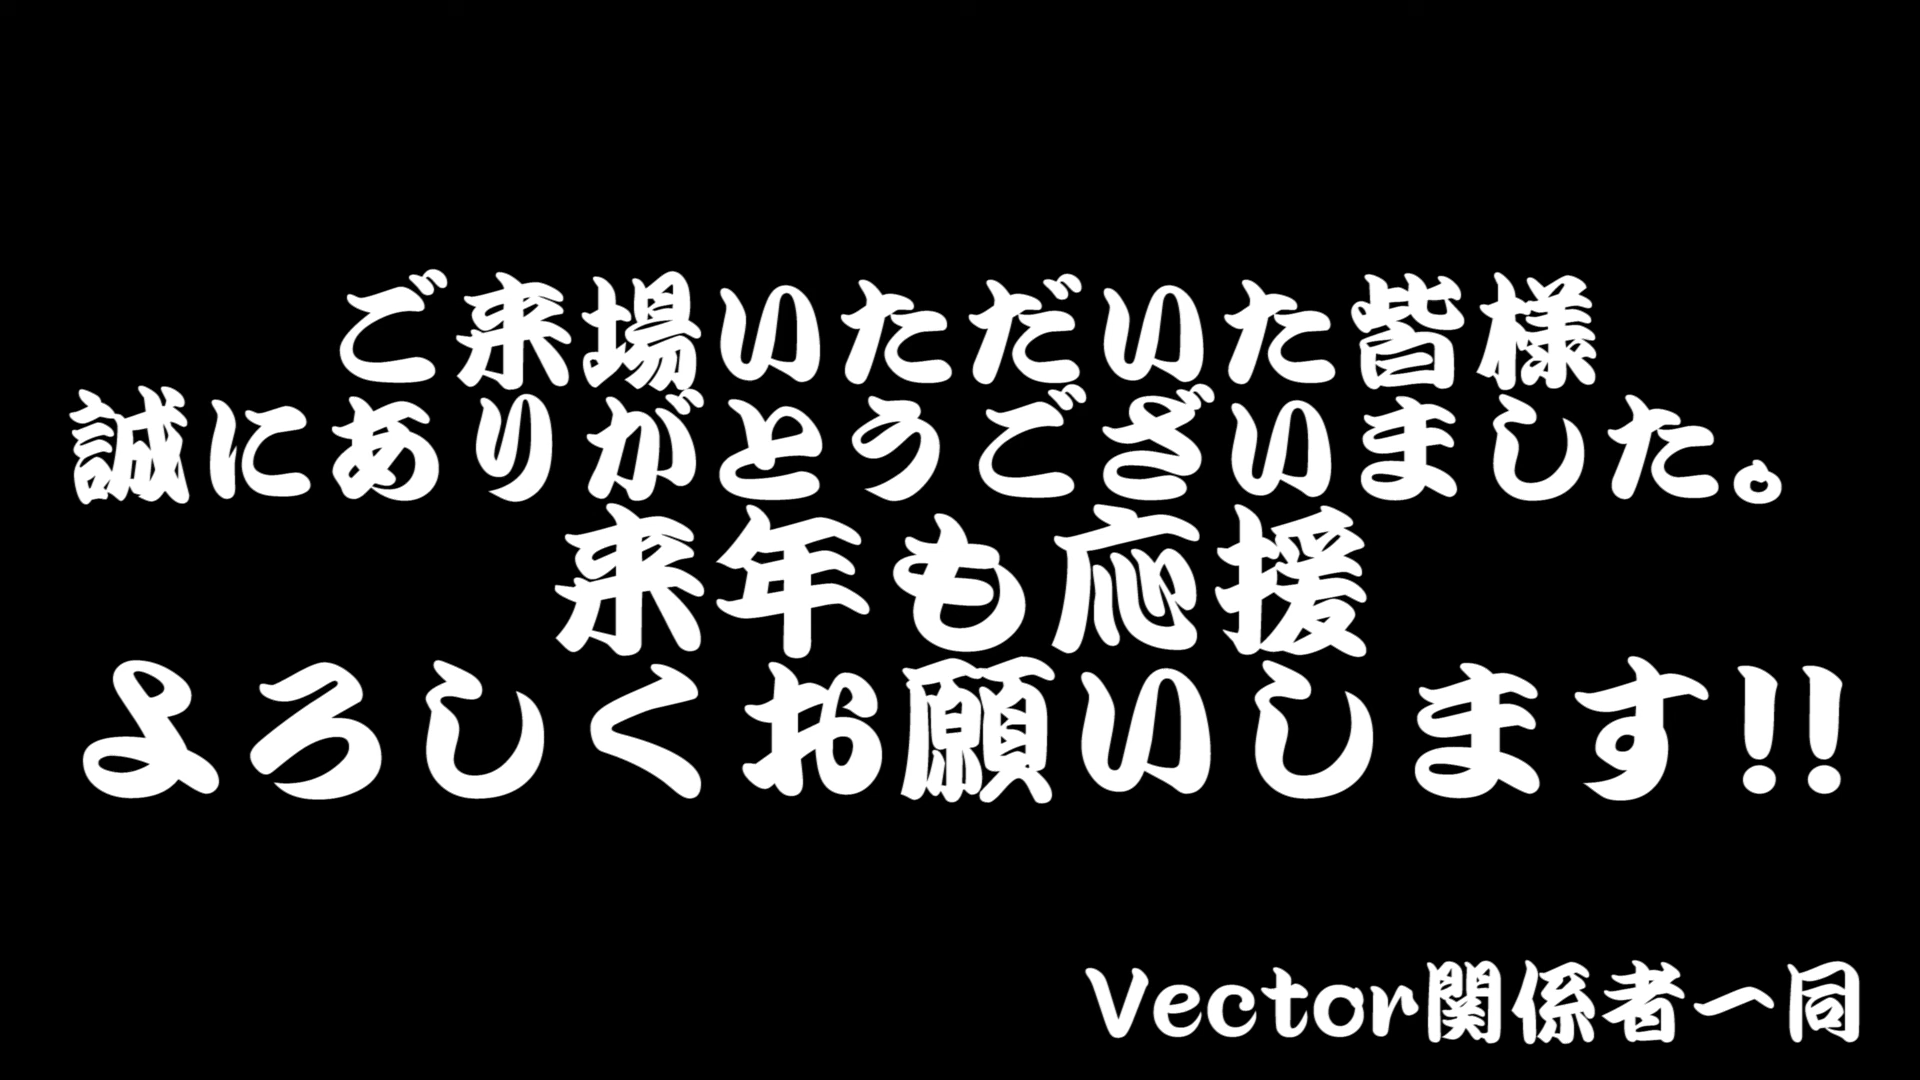 ご来場いただいた皆様
誠にありがとうございました。
来年も応援
よろしくお願いします!!
Vector関係者一同